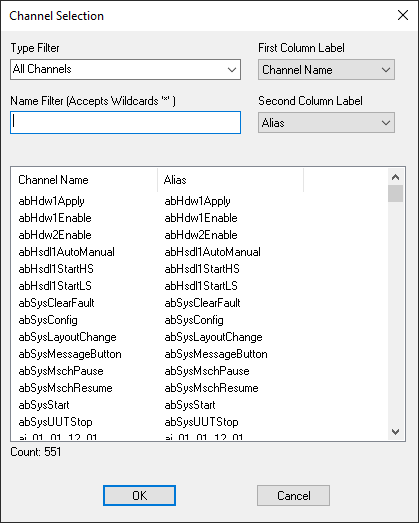 Channel Selection
Type Filter
First Column Label
All Channels
Channel Name
Name Filter (Accepts Wildcards '*' )
Second Column Label
Alias
Channel Name Alias
abHdw1Apply abHdw1Apply
abHdw1Enable abHdw1Enable
abHdw2Enable abHdw2Enable
abHsdl1AutoManual abHsdl1AutoManual
abHsdl1StartHS abHsdl1StartHS
abHsdl1StartLS abHsdl1StartLS
abSysClearFault abSysClearFault
abSysConfig abSysConfig
abSysLayoutChange abSysLayoutChange
abSysMessageButton abSysMessageButton
abSysMschPause abSysMschPause
abSysMschResume abSysMschResume
abSysStart abSysStart
abSysUUTStop abSysUUTStop
ai_01_01_12_01 ai_01_01_12_01
Count: 551
OK Cancel